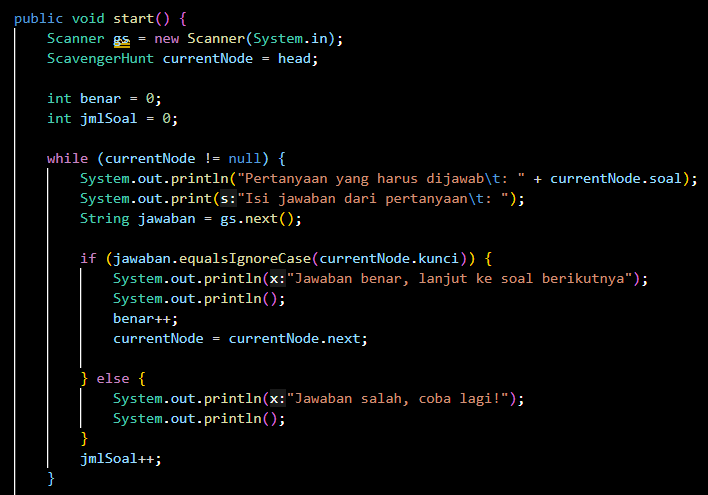 public void start() {
    Scanner gs = new Scanner(System.in);
    ScavengerHunt currentNode = head;

    int benar = 0;
    int jmlSoal = 0;

    while (currentNode != null) {
        System.out.println("Pertanyaan yang harus dijawab\t: " + currentNode.soal);
        System.out.print(s:"Isi jawaban dari pertanyaan\t: ");
        String jawaban = gs.next();

        if (jawaban.equalsIgnoreCase(currentNode.kunci)) {
            System.out.println(x:"Jawaban benar, lanjut ke soal berikutnya");
            System.out.println();
            benar++;
            currentNode = currentNode.next;

        } else {
            System.out.println(x:"Jawaban salah, coba lagi!");
            System.out.println();
        }
        jmlSoal++;
    }